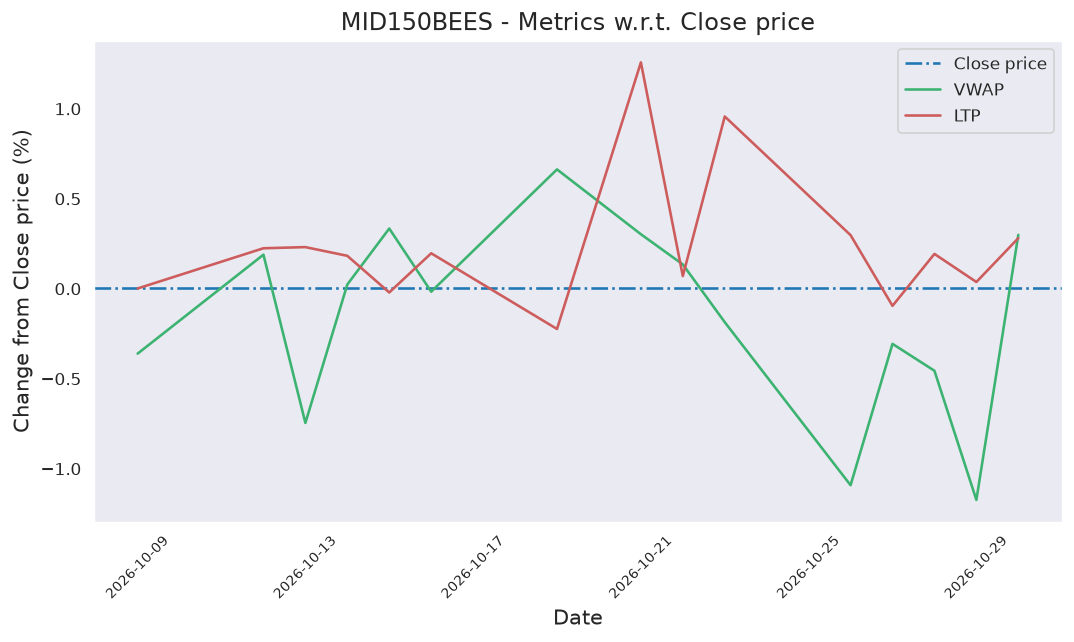 MID150BEES - Metrics w.r.t. Close price
Close price
VWAP
LTP
Change from Close price (%)
1.0
0.5
0.0
−0.5
−1.0
2026-10-09
2026-10-13
2026-10-17
2026-10-21
2026-10-25
2026-10-29
Date